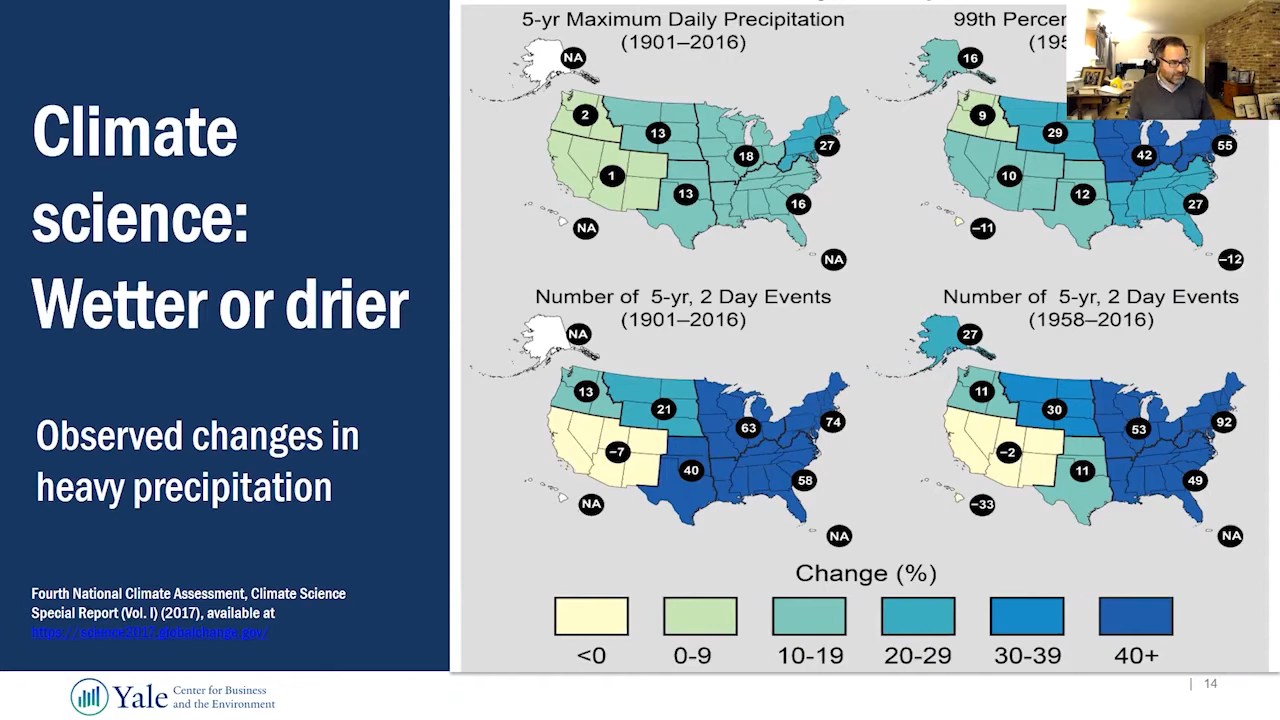 Climate
science:
Wetter or drier
Observed changes in
heavy precipitation
Fourth National Climate Assessment, Climate Science
Special Report (Vol. I) (2017), available at
https://science2017.globalchange.gov/
Yale Center for Business
and the Environment
5-yr Maximum Daily Precipitation
(1901–2016)
NA
2
13
27
18
1
13
16
NA
NA
99th Percen
(195
16
9
29
55
42
10
12
27
−11
−12
Number of 5-yr, 2 Day Events
(1901–2016)
NA
13
21
74
63
−7
40
58
NA
NA
Number of 5-yr, 2 Day Events
(1958–2016)
27
11
30
92
53
−2
11
49
−33
NA
Change (%)
<0 0-9 10-19 20-29 30-39 40+
| 14